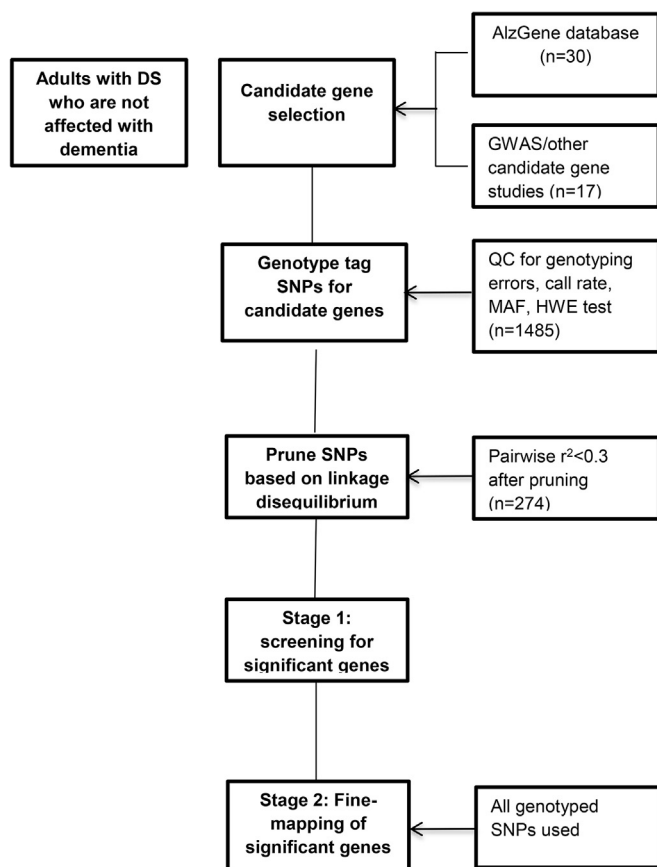 AlzGene database
(n=30)
Adults with DS
who are not
affected with
dementia
Candidate gene
selection
GWAS/other
candidate gene
studies (n=17)
Genotype tag
SNPs for
candidate genes
QC for genotyping
errors, call rate,
MAF, HWE test
(n=1485)
Prune SNPs
based on linkage
disequilibrium
Pairwise r²<0.3
after pruning
(n=274)
Stage 1:
screening for
significant genes
Stage 2: Fine-
mapping of
significant genes
All genotyped
SNPs used